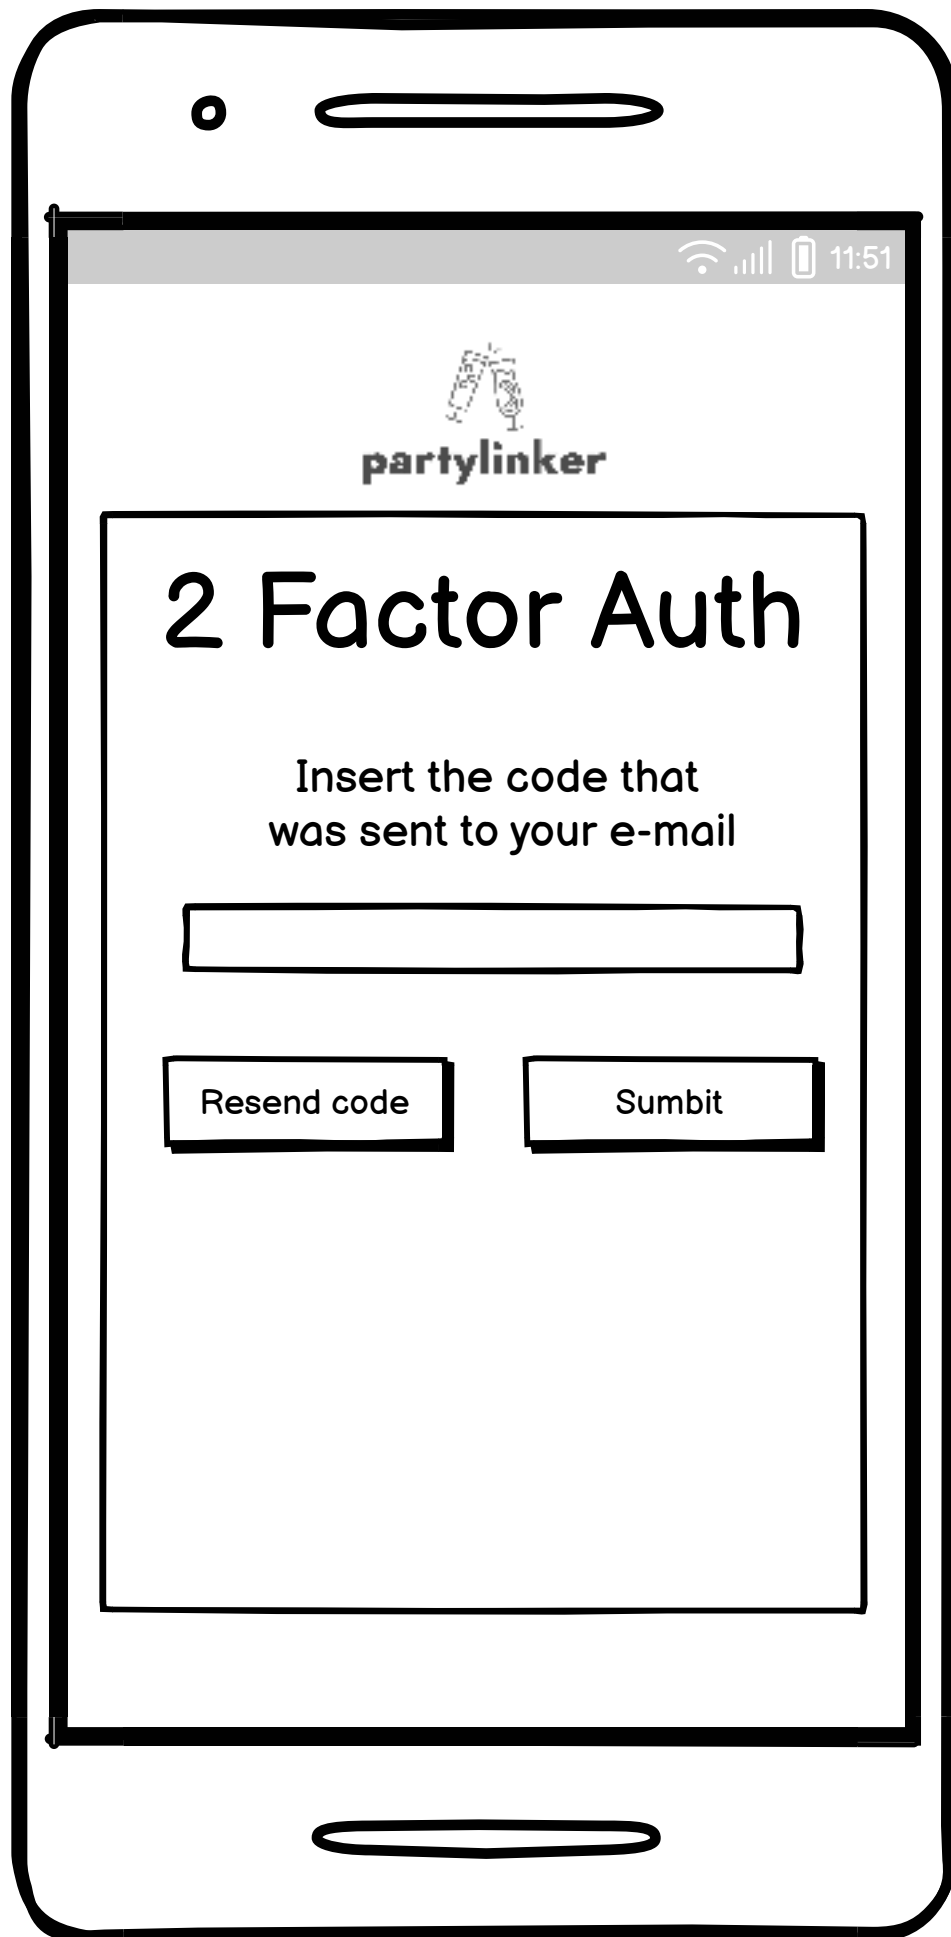 11:51
partylinker
2 Factor Auth
Insert the code that
was sent to your e-mail
Resend code
Sumbit